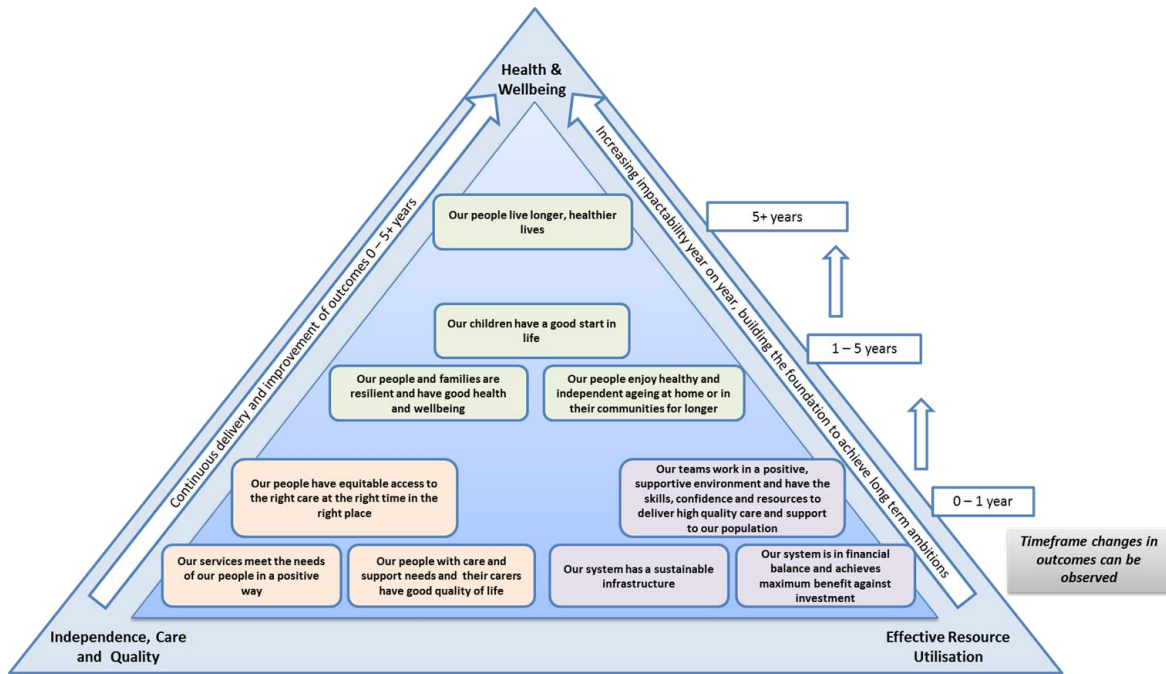 Health &
Wellbeing
Continuous delivery and improvement of outcomes 0 – 5+ years
Increasing impactability year on year, building the foundation to achieve long term ambitions
Our people live longer, healthier
lives
5+ years
Our children have a good start in
life
1 – 5 years
Our people and families are
resilient and have good health
and wellbeing
Our people enjoy healthy and
independent ageing at home or in
their communities for longer
Our people have equitable access to
the right care at the right time in the
right place
Our teams work in a positive,
supportive environment and have the
skills, confidence and resources to
deliver high quality care and support
to our population
0 – 1 year
Timeframe changes in
outcomes can be
observed
Our services meet the needs
of our people in a positive
way
Our people with care and
support needs and their carers
have good quality of life
Our system has a sustainable
infrastructure
Our system is in financial
balance and achieves
maximum benefit against
investment
Independence, Care
and Quality
Effective Resource
Utilisation